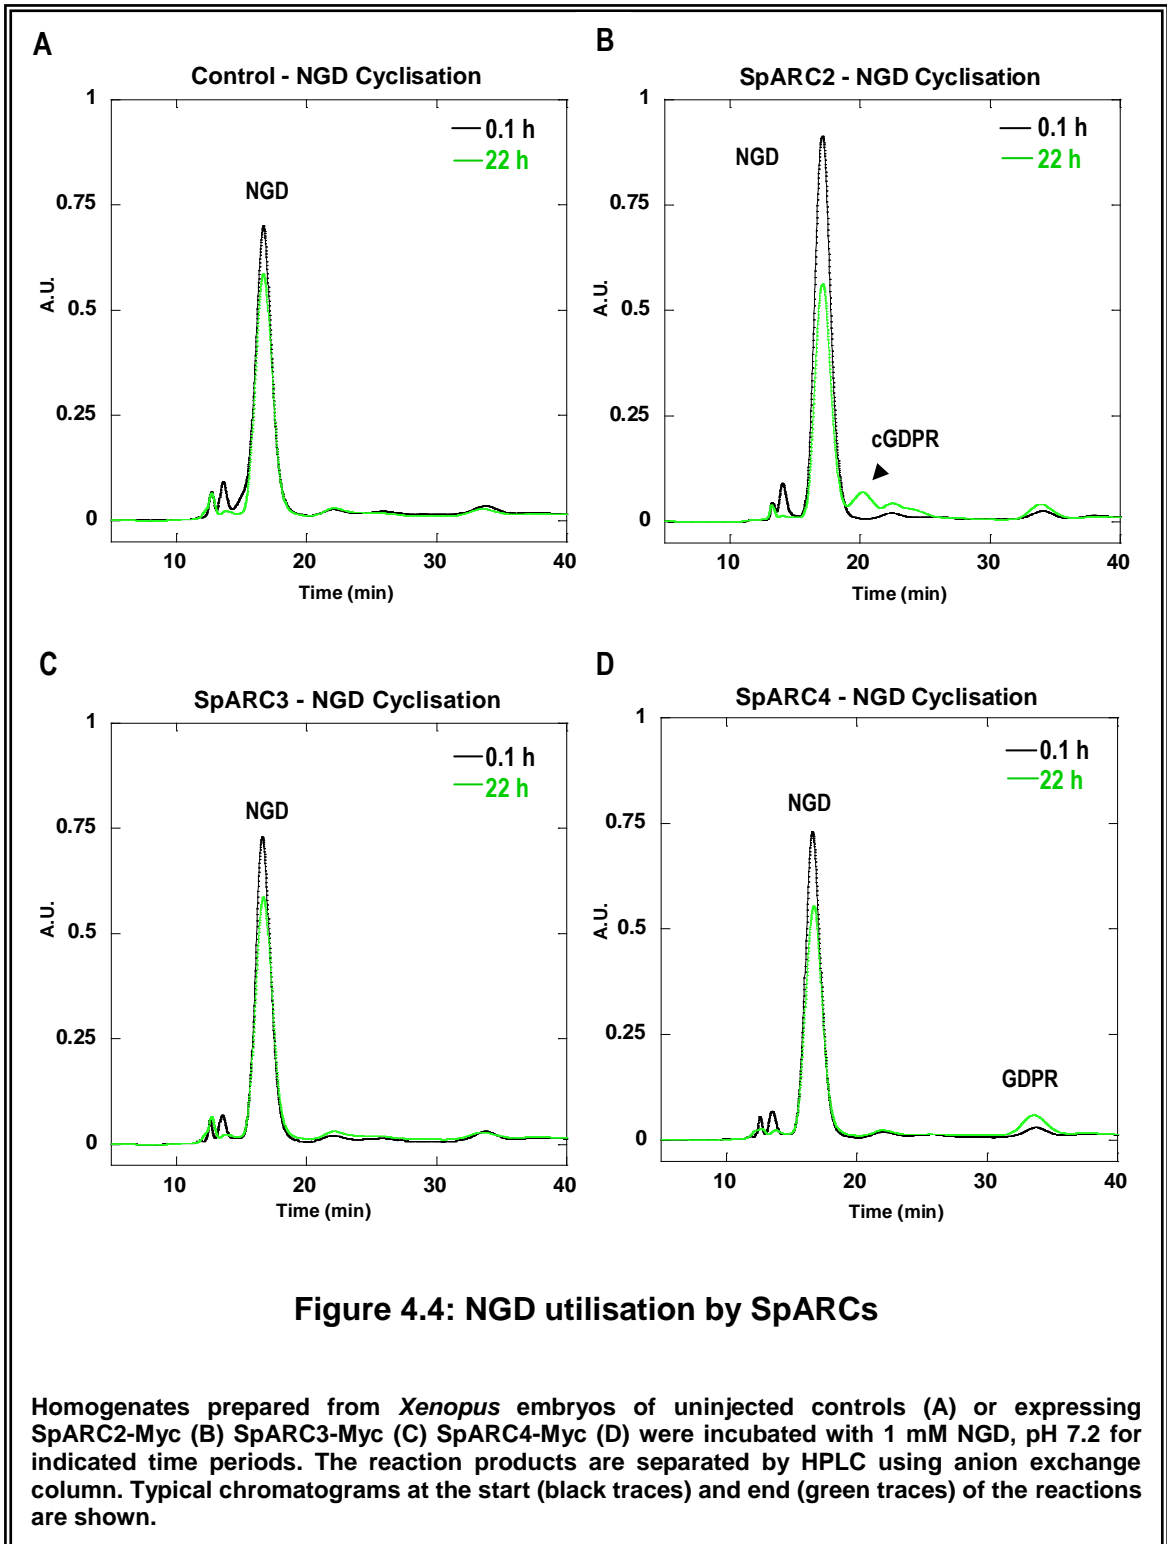 A
Control - NGD Cyclisation
1
0.75
0.5
0.25
0
A.U.
0.1 h
22 h
NGD
10
20
30
40
Time (min)
B
SpARC2 - NGD Cyclisation
1
0.75
0.5
0.25
0
A.U.
0.1 h
22 h
NGD
cGDPR
10
20
30
40
Time (min)
C
SpARC3 - NGD Cyclisation
1
0.75
0.5
0.25
0
A.U.
0.1 h
22 h
NGD
10
20
30
40
Time (min)
D
SpARC4 - NGD Cyclisation
1
0.75
0.5
0.25
0
A.U.
0.1 h
22 h
NGD
GDPR
10
20
30
40
Time (min)
Figure 4.4: NGD utilisation by SpARCs
Homogenates prepared from Xenopus embryos of uninjected controls (A) or expressing
SpARC2-Myc (B) SpARC3-Myc (C) SpARC4-Myc (D) were incubated with 1 mM NGD, pH 7.2 for
indicated time periods. The reaction products are separated by HPLC using anion exchange
column. Typical chromatograms at the start (black traces) and end (green traces) of the reactions
are shown.